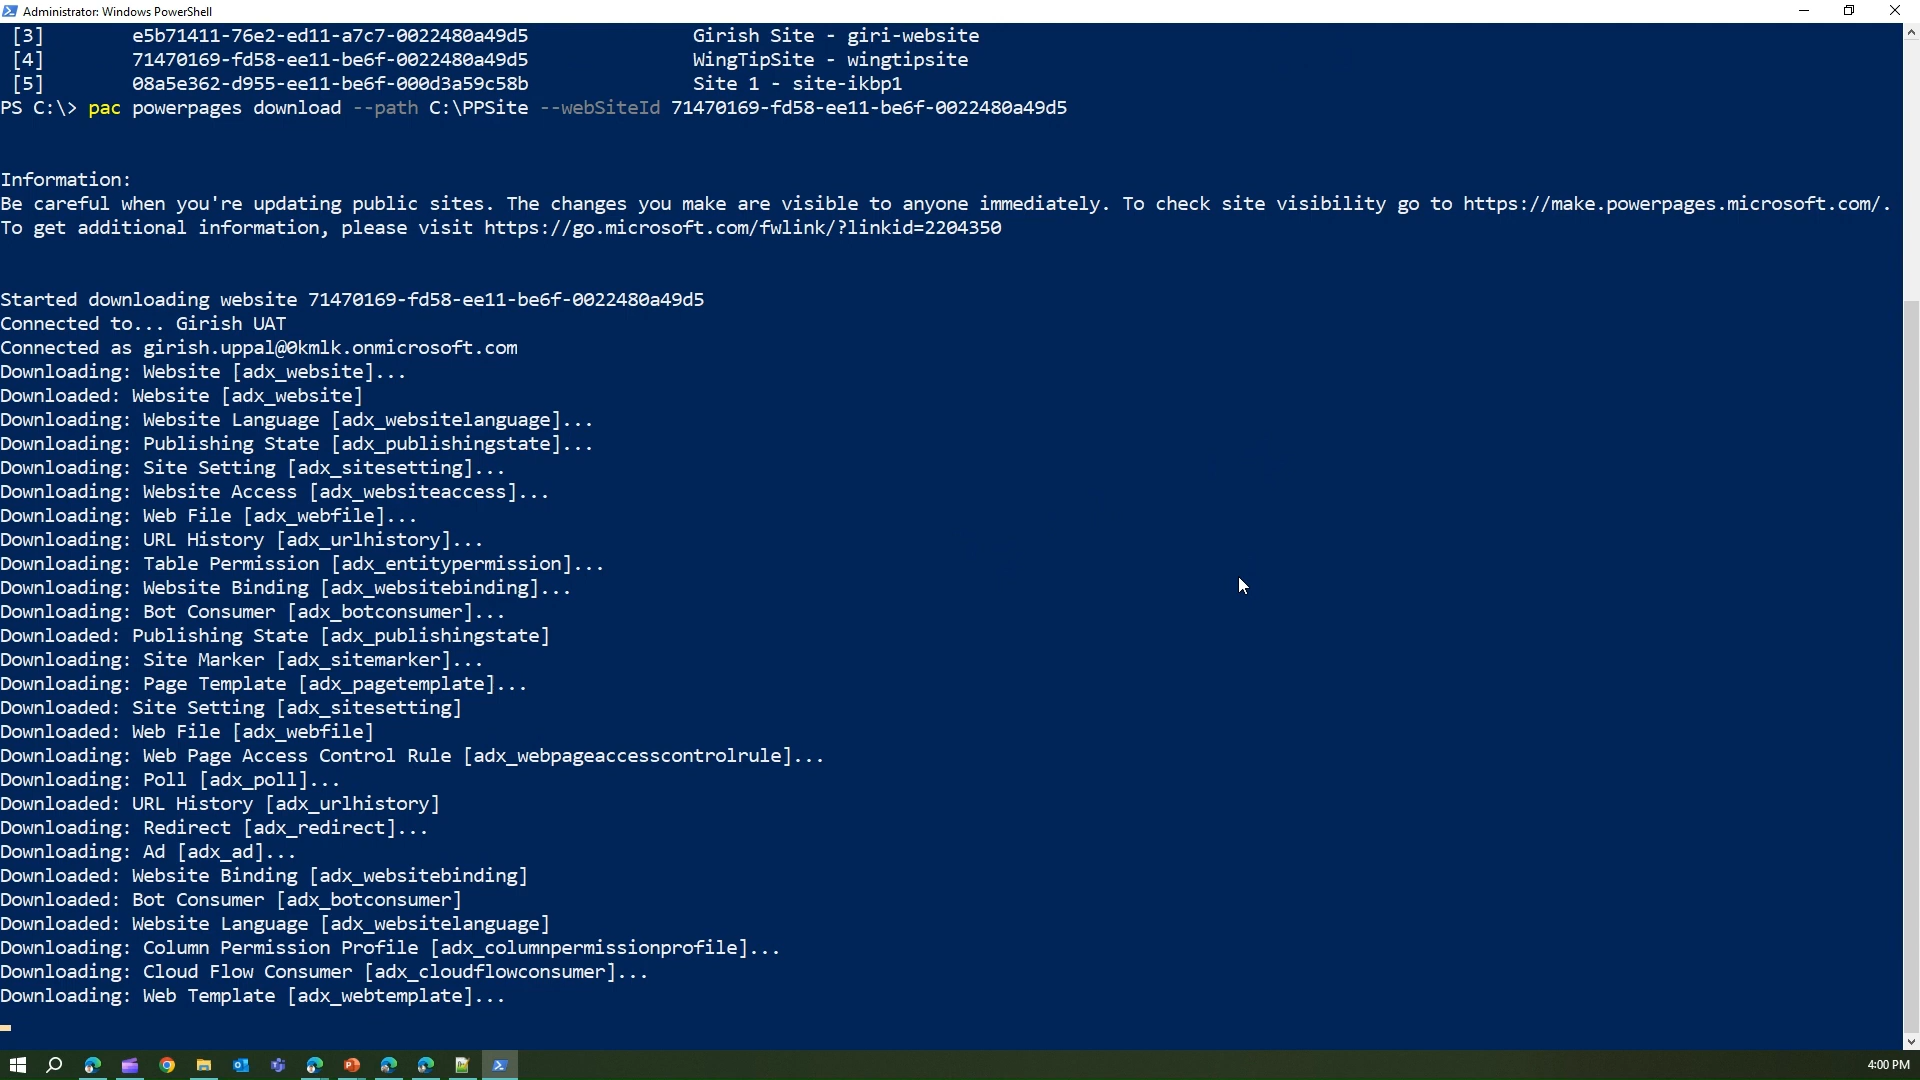 Administrator: Windows PowerShell
[3] e5b71411-76e2-ed11-a7c7-0022480a49d5 Girish Site - giri-website
[4] 71470169-fd58-ee11-be6f-0022480a49d5 WingTipSite - wingtipsite
[5] 08a5e362-d955-ee11-be6f-000d3a59c58b Site 1 - site-ikbp1
PS C:\> pac powerpages download --path C:\PPSite --webSiteId 71470169-fd58-ee11-be6f-0022480a49d5
Information:
Be careful when you're updating public sites. The changes you make are visible to anyone immediately. To check site visibility go to https://make.powerpages.microsoft.com/.
To get additional information, please visit https://go.microsoft.com/fwlink/?linkid=2204350
Started downloading website 71470169-fd58-ee11-be6f-0022480a49d5
Connected to... Girish UAT
Connected as girish.uppal@0kmlk.onmicrosoft.com
Downloading: Website [adx_website]...
Downloaded: Website [adx_website]
Downloading: Website Language [adx_websitelanguage]...
Downloading: Publishing State [adx_publishingstate]...
Downloading: Site Setting [adx_sitesetting]...
Downloading: Website Access [adx_websiteaccess]...
Downloading: Web File [adx_webfile]...
Downloading: URL History [adx_urlhistory]...
Downloading: Table Permission [adx_entitypermission]...
Downloading: Website Binding [adx_websitebinding]...
Downloading: Bot Consumer [adx_botconsumer]...
Downloaded: Publishing State [adx_publishingstate]
Downloading: Site Marker [adx_sitemarker]...
Downloading: Page Template [adx_pagetemplate]...
Downloaded: Site Setting [adx_sitesetting]
Downloaded: Web File [adx_webfile]
Downloading: Web Page Access Control Rule [adx_webpageaccesscontrolrule]...
Downloading: Poll [adx_poll]...
Downloaded: URL History [adx_urlhistory]
Downloading: Redirect [adx_redirect]...
Downloading: Ad [adx_ad]...
Downloaded: Website Binding [adx_websitebinding]
Downloaded: Bot Consumer [adx_botconsumer]
Downloaded: Website Language [adx_websitelanguage]
Downloading: Column Permission Profile [adx_columnpermissionprofile]...
Downloading: Cloud Flow Consumer [adx_cloudflowconsumer]...
Downloading: Web Template [adx_webtemplate]...
4:00 PM